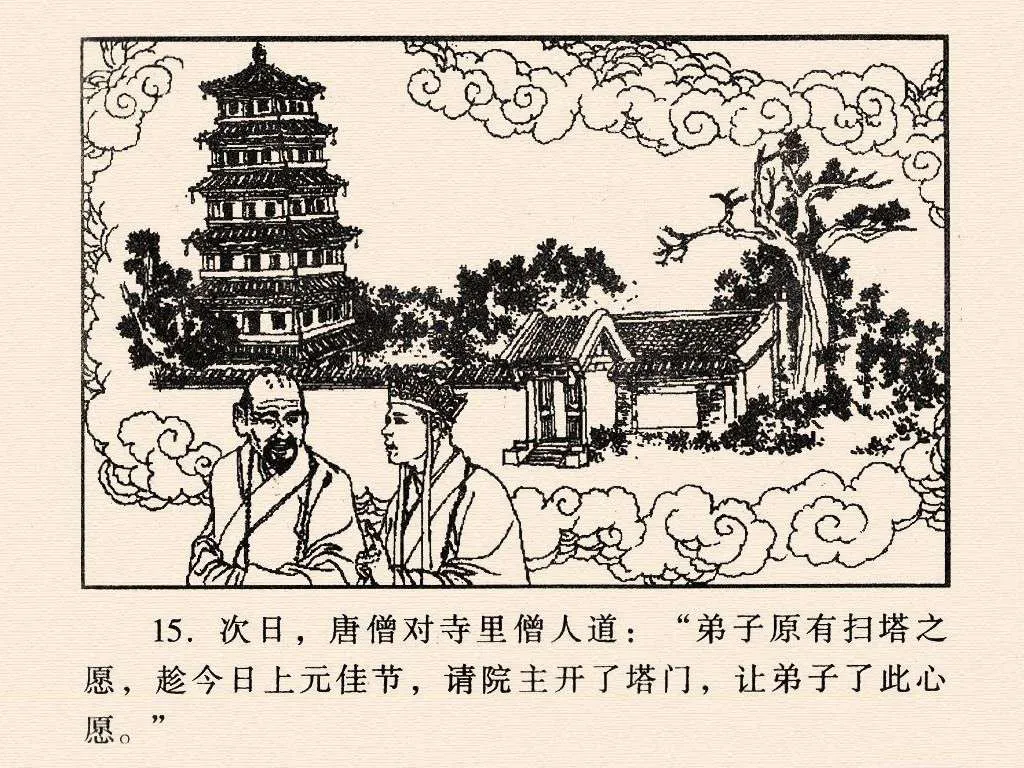 15. 次日，唐僧对寺里僧人道：“弟子原有扫塔之
愿，趁今日上元佳节，请院主开了塔门，让弟子了此心
愿。”